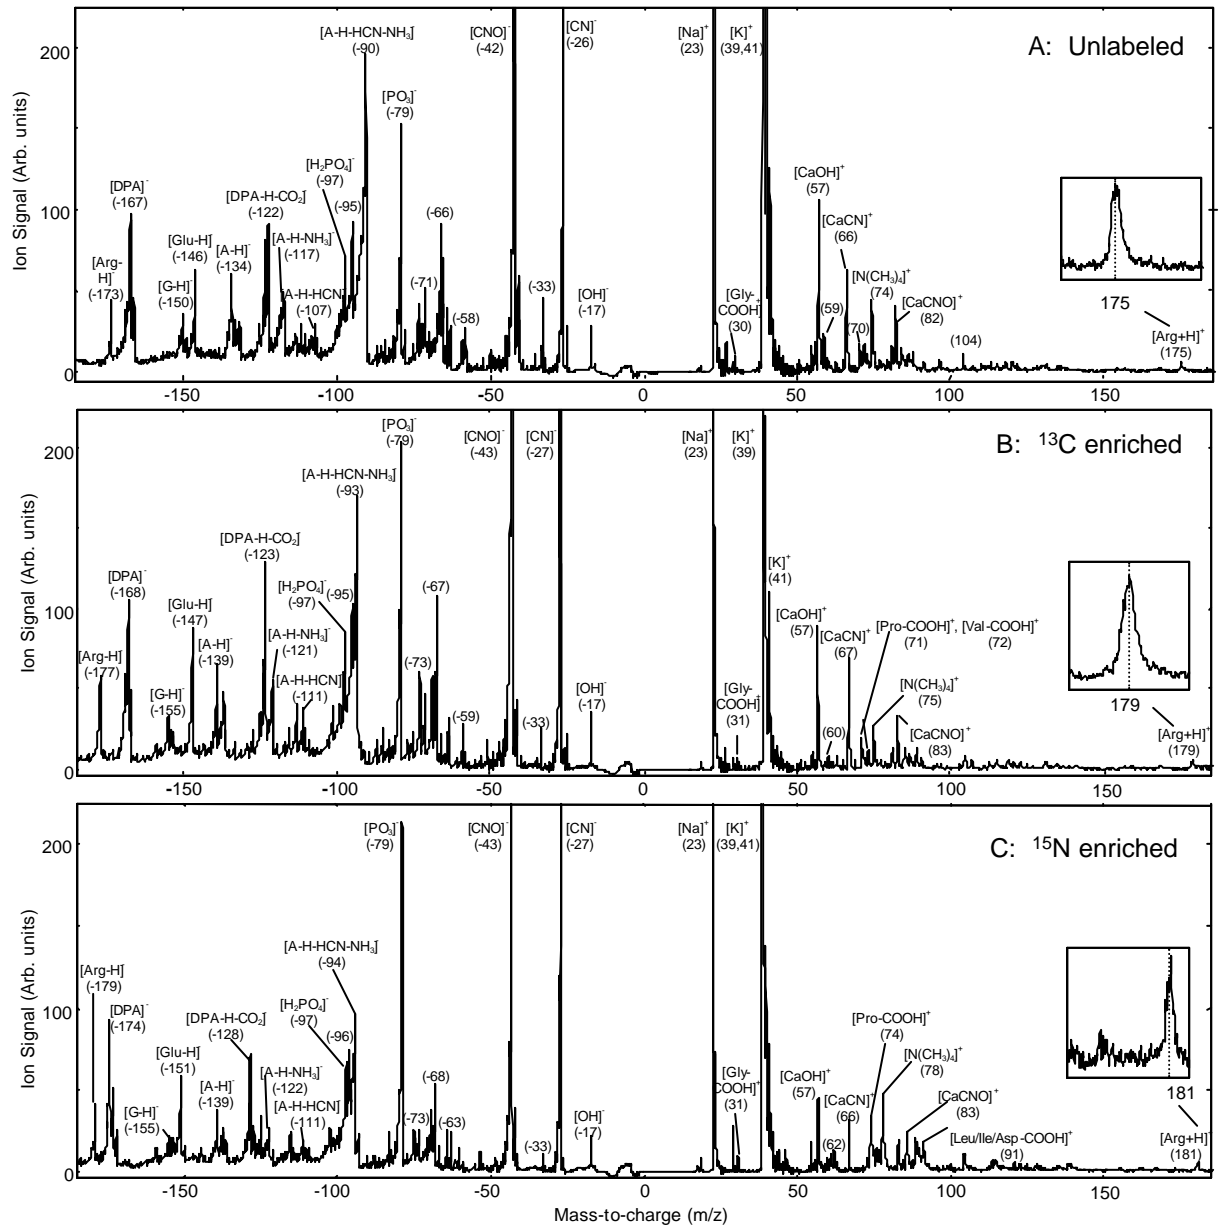 A: Unlabeled
Ion Signal (Arb. units)
200
100
0
[Arg-
H]-
(-173)
[DPA]-
(-167)
[G-H]-
(-150)
[Glu-H]-
(-146)
[A-H]-
(-134)
[DPA-H-CO₂]-
(-122)
[A-H-NH₃]-
(-117)
[A-H-HCN]-
(-107)
[H₂PO₄]-
(-97)
(-95)
[A-H-HCN-NH₃]-
(-90)
[PO₃]-
(-79)
(-71)
(-66)
(-58)
[CNO]-
(-42)
(-33)
[CN]-
(-26)
[OH]-
(-17)
[Na]+
(23)
[Gly-
COOH]+
(30)
[K]+
(39,41)
[CaOH]+
(57)
(59)
[CaCN]+
(66)
(70)
[N(CH₃)₄]+
(74)
[CaCNO]+
(82)
(104)
175
[Arg+H]+
(175)
-150
-100
-50
0
50
100
150
B: ¹³C enriched
Ion Signal (Arb. units)
200
100
0
[Arg-H]-
(-177)
[DPA]-
(-168)
[G-H]-
(-155)
[Glu-H]-
(-147)
[A-H]-
(-139)
[DPA-H-CO₂]-
(-123)
[A-H-NH₃]-
(-121)
[A-H-HCN]-
(-111)
[H₂PO₄]-
(-97)
(-95)
[A-H-HCN-NH₃]-
(-93)
[PO₃]-
(-79)
(-73)
(-67)
(-59)
[CNO]-
(-43)
(-33)
[CN]-
(-27)
[OH]-
(-17)
[Na]+
(23)
[Gly-
COOH]+
(31)
[K]+
(39)
[K]+
(41)
[CaOH]+
(57)
(60)
[CaCN]+
(67)
[Pro-COOH]+, [Val-COOH]+
(71) (72)
[N(CH₃)₄]+
(75)
[CaCNO]+
(83)
179
[Arg+H]+
(179)
-150
-100
-50
0
50
100
150
C: ¹⁵N enriched
Ion Signal (Arb. units)
200
100
0
[Arg-H]-
(-179)
[DPA]-
(-174)
[G-H]-
(-155)
[Glu-H]-
(-151)
[A-H]-
(-139)
[DPA-H-CO₂]-
(-128)
[A-H-NH₃]-
(-122)
[A-H-HCN]-
(-111)
[H₂PO₄]-
(-97)
(-96)
[A-H-HCN-NH₃]-
(-94)
[PO₃]-
(-79)
(-73)
(-68)
(-63)
[CNO]-
(-43)
(-33)
[CN]-
(-27)
[OH]-
(-17)
[Na]+
(23)
[Gly-
COOH]+
(31)
[K]+
(39,41)
[CaOH]+
(57)
(62)
[CaCN]+
(66)
[Pro-COOH]+
(74)
[N(CH₃)₄]+
(78)
[CaCNO]+
(83)
[Leu/Ile/Asp-COOH]+
(91)
181
[Arg+H]+
(181)
-150
-100
-50
0
50
100
150
Mass-to-charge (m/z)